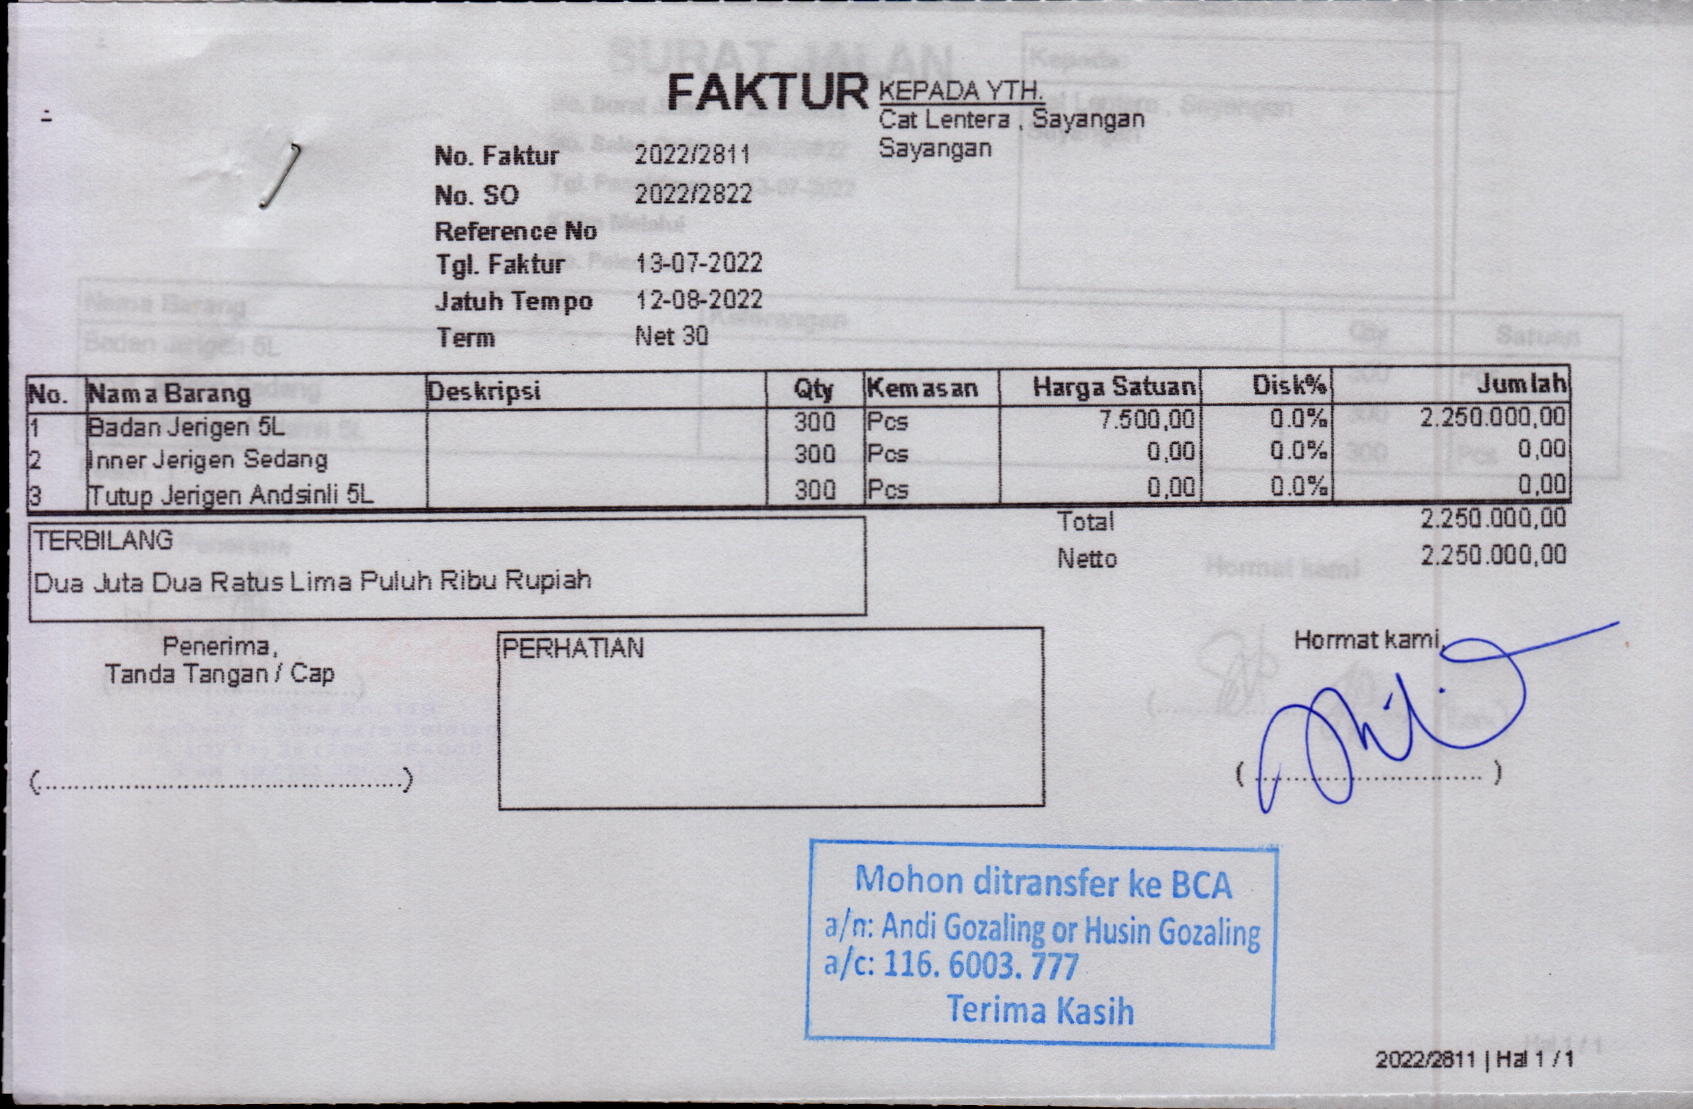 FAKTUR
KEPADA YTH.
Cat Lentera , Sayangan
Sayangan
No. Faktur 2022/2811
No. SO 2022/2822
Reference No
Tgl. Faktur 13-07-2022
Jatuh Tempo 12-08-2022
Term Net 30
No. Nama Barang Deskripsi Qty Kemasan Harga Satuan Disk% Jumlah
1 Badan Jerigen 5L 300 Pcs 7.500,00 0.0% 2.250.000,00
2 Inner Jerigen Sedang 300 Pcs 0,00 0.0% 0,00
3 Tutup Jerigen Andsinli 5L 300 Pcs 0,00 0.0% 0,00
Total 2.250.000,00
Netto 2.250.000,00
TERBILANG
Dua Juta Dua Ratus Lima Puluh Ribu Rupiah
Penerima,
Tanda Tangan / Cap
(................................................)
PERHATIAN
Hormat kami,
(.............................. )
Mohon ditransfer ke BCA
a/n: Andi Gozaling or Husin Gozaling
a/c: 116. 6003. 777
Terima Kasih
2022/2811 | Hal 1 / 1